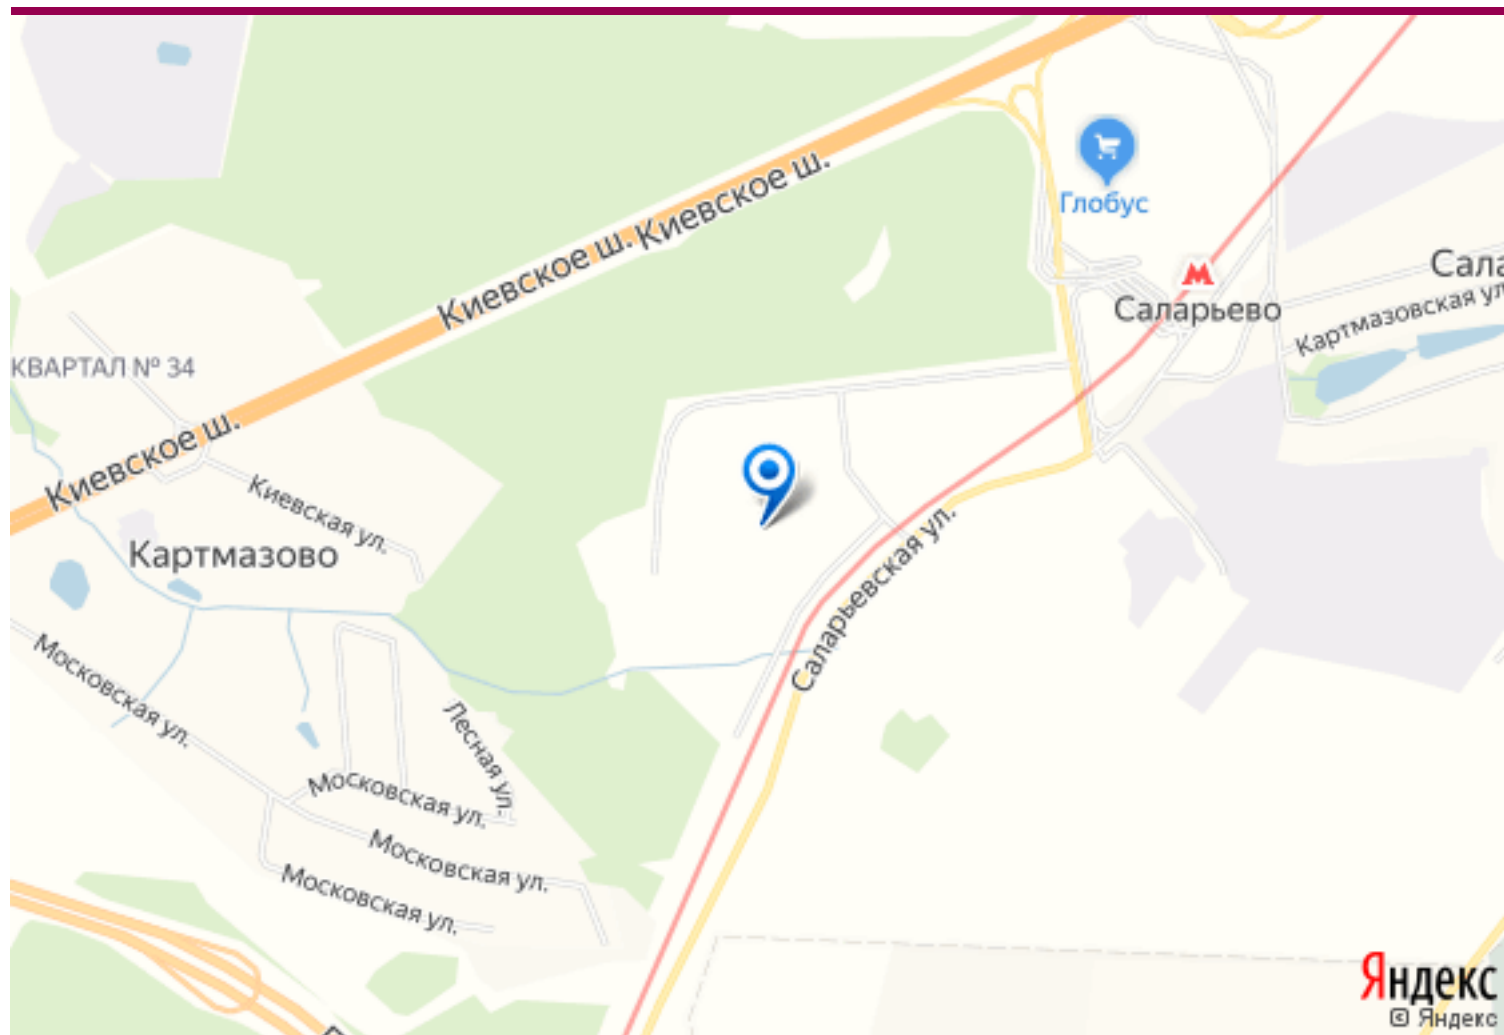 Киевское ш.
Глобус
Киевское ш.
Сала
Саларьево
Картмазовская ул
КВАРТАЛ № 34
Киевское ш.
Киевская ул.
Картмазово
Саларьевская ул.
Московская ул.
Лесная ул.
Московская ул.
Московская ул.
Московская ул.
Яндекс
© Яндекс